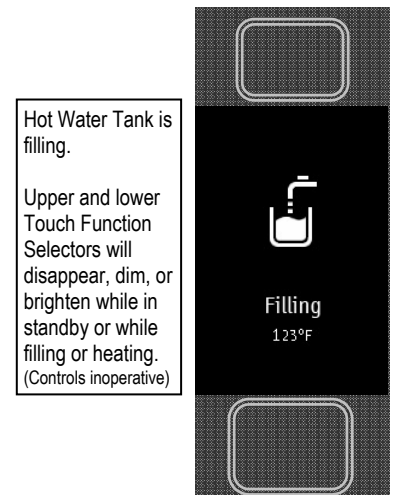 Hot Water Tank is
filling.
Upper and lower
Touch Function
Selectors will
disappear, dim, or
brighten while in
standby or while
filling or heating.
(Controls inoperative)
Filling
123°F